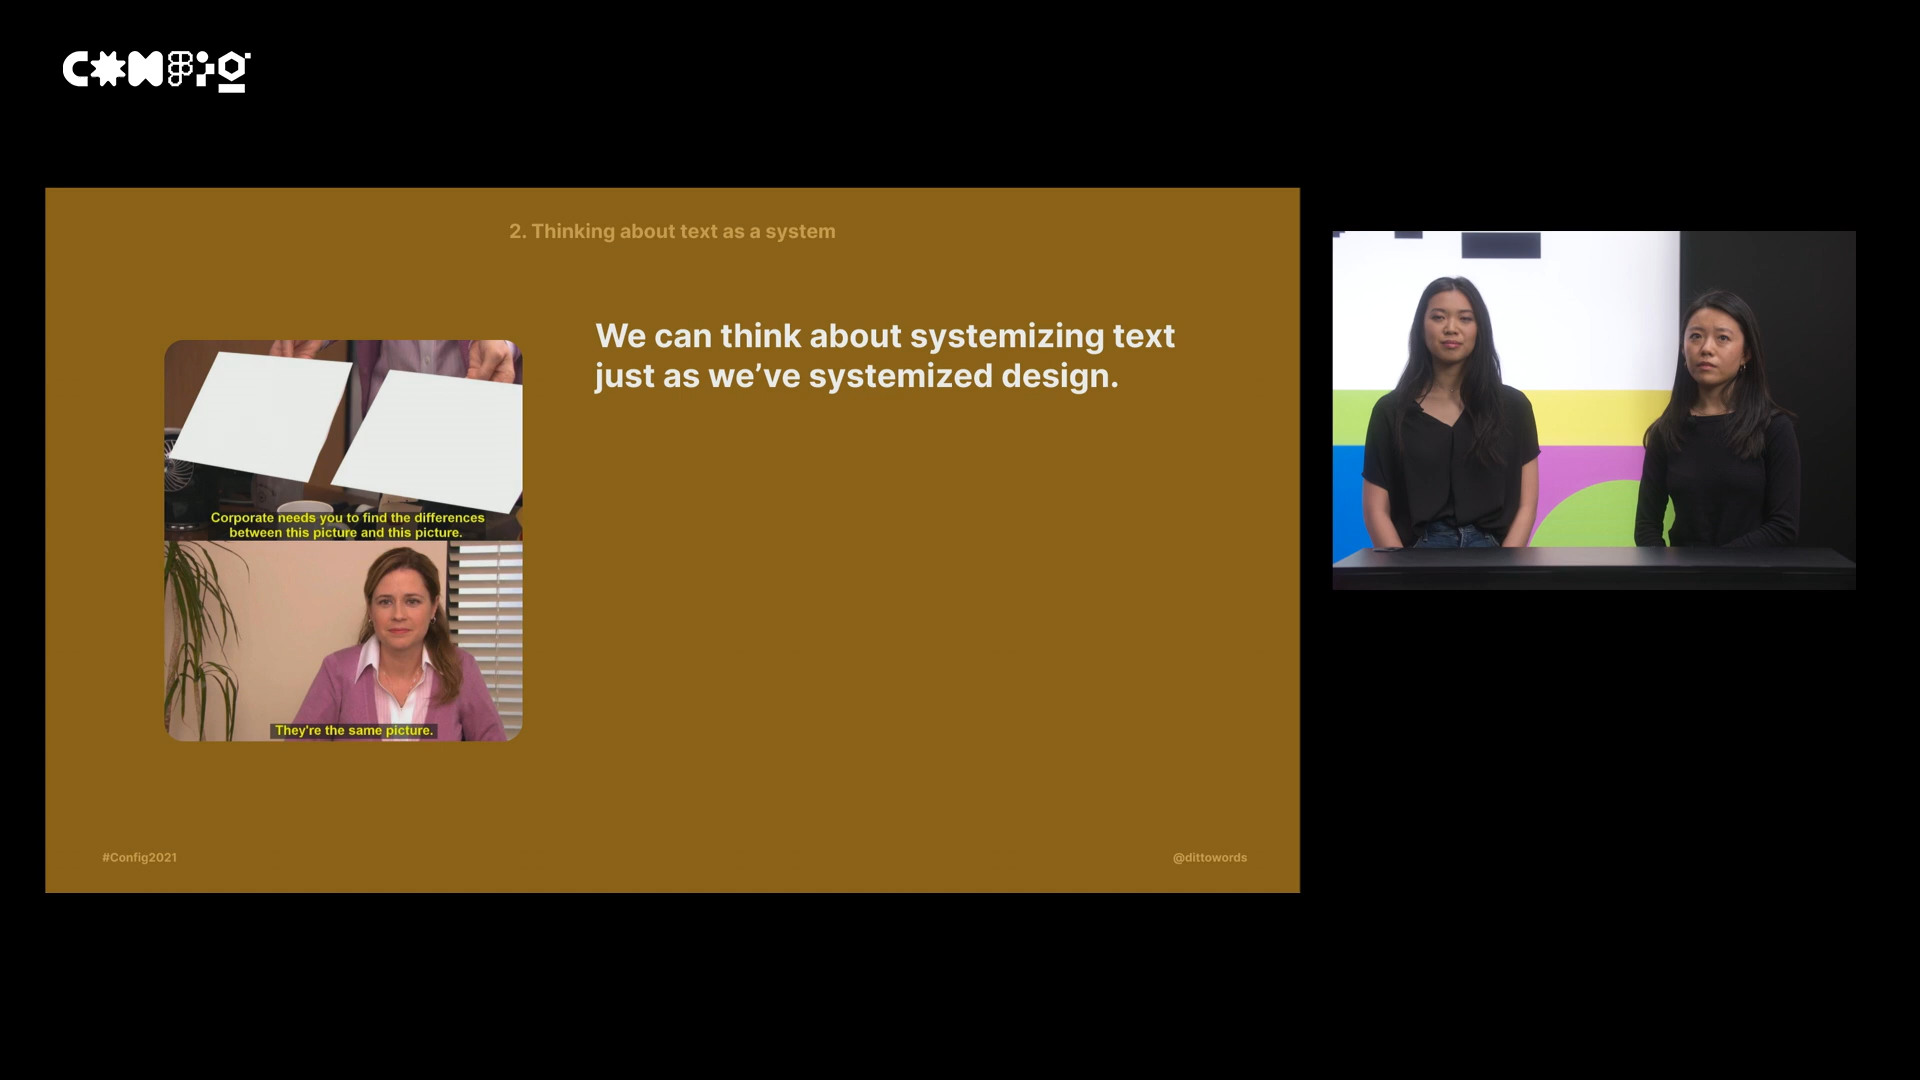 Config
2. Thinking about text as a system
We can think about systemizing text
just as we’ve systemized design.
Corporate needs you to find the differences
between this picture and this picture.
They're the same picture.
#Config2021
@dittowords